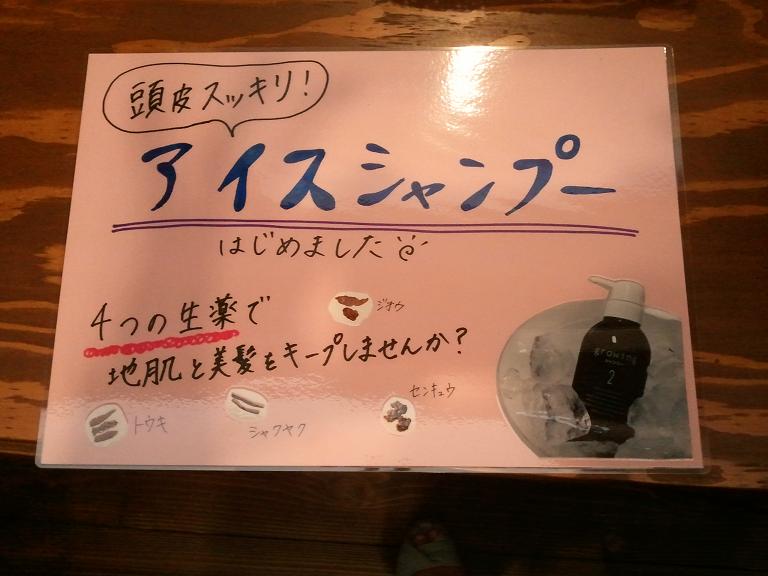 頭皮スッキリ!
アイスシャンプー
はじめました
4つの生薬で
ジオウ
地肌と美髪をキープしませんか?
トウキ
シャクヤク
センキュウ
growing
2